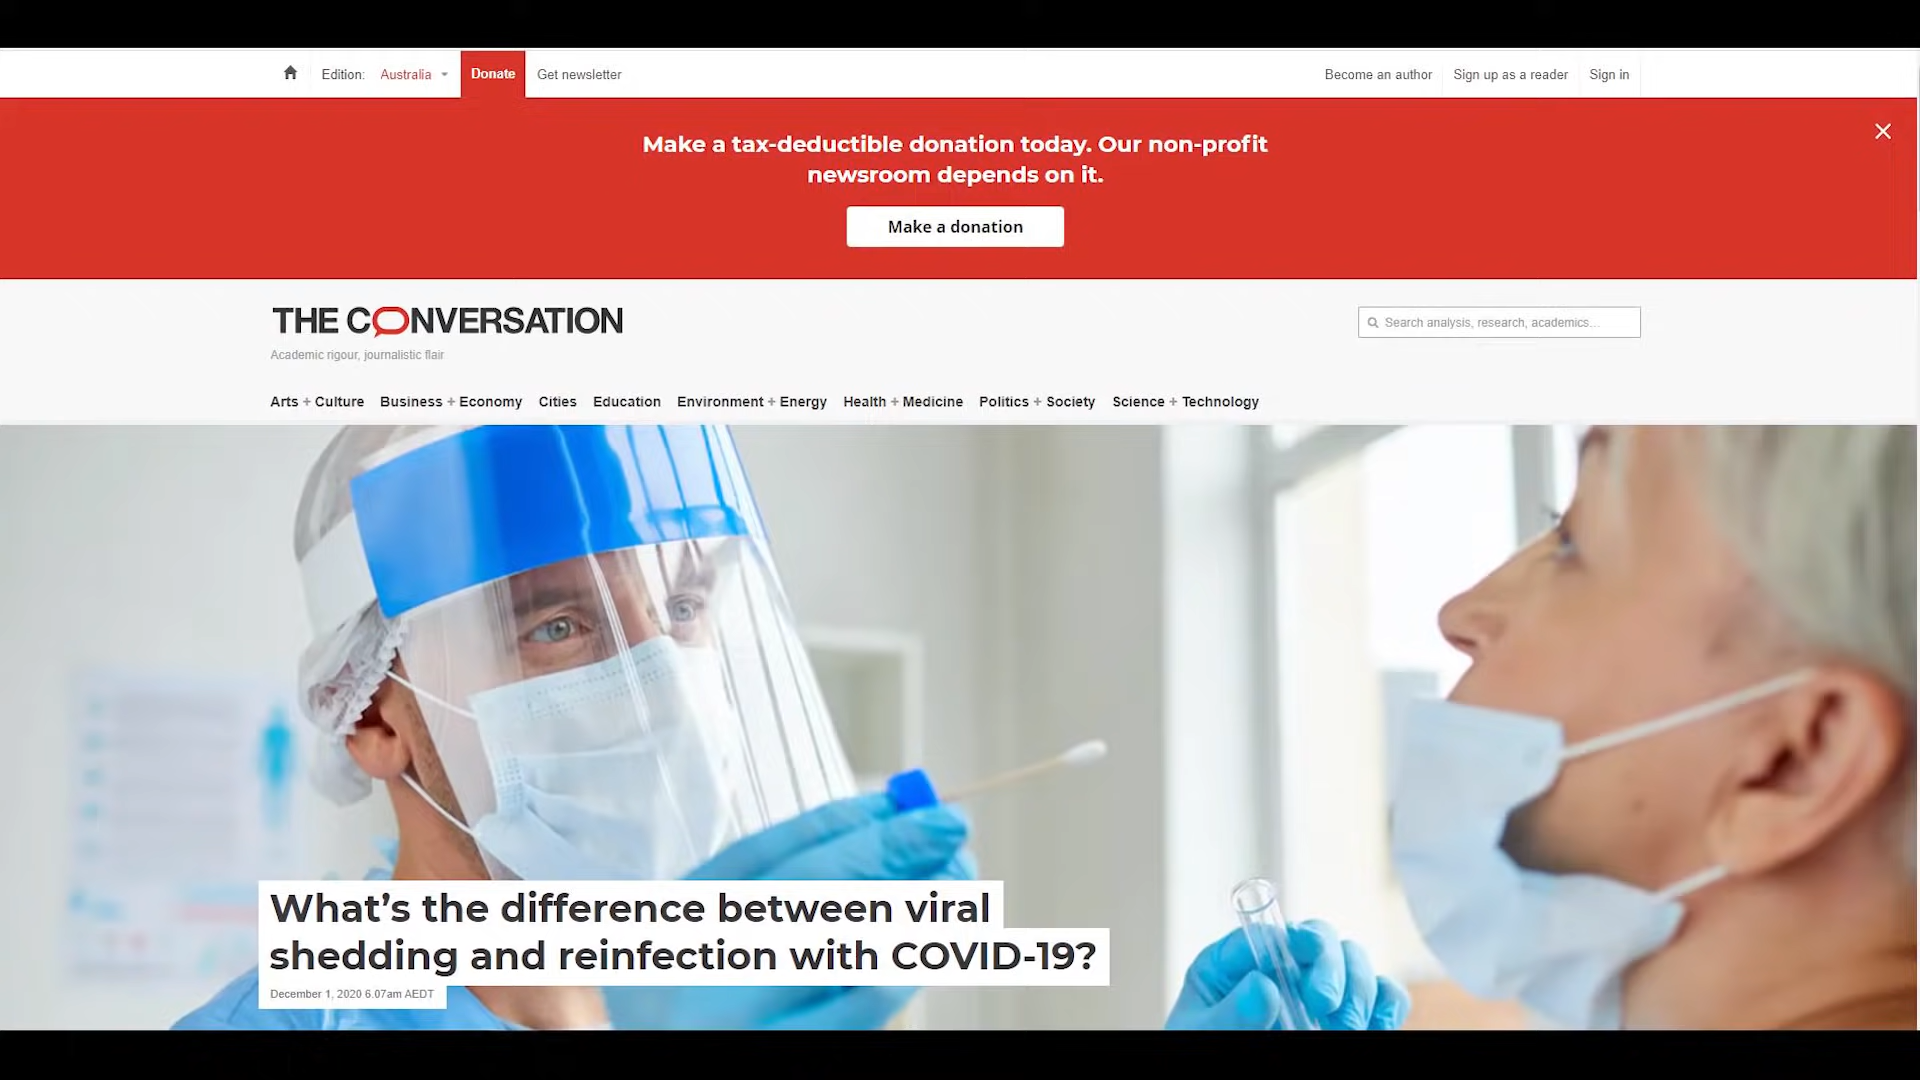 Edition: Australia
Donate
Get newsletter
Become an author
Sign up as a reader
Sign in
Make a tax-deductible donation today. Our non-profit
newsroom depends on it.
Make a donation
THE CONVERSATION
Academic rigour, journalistic flair
Search analysis, research, academics…
Arts + Culture
Business + Economy
Cities
Education
Environment + Energy
Health + Medicine
Politics + Society
Science + Technology
What’s the difference between viral
shedding and reinfection with COVID-19?
December 1, 2020 6.07am AEDT